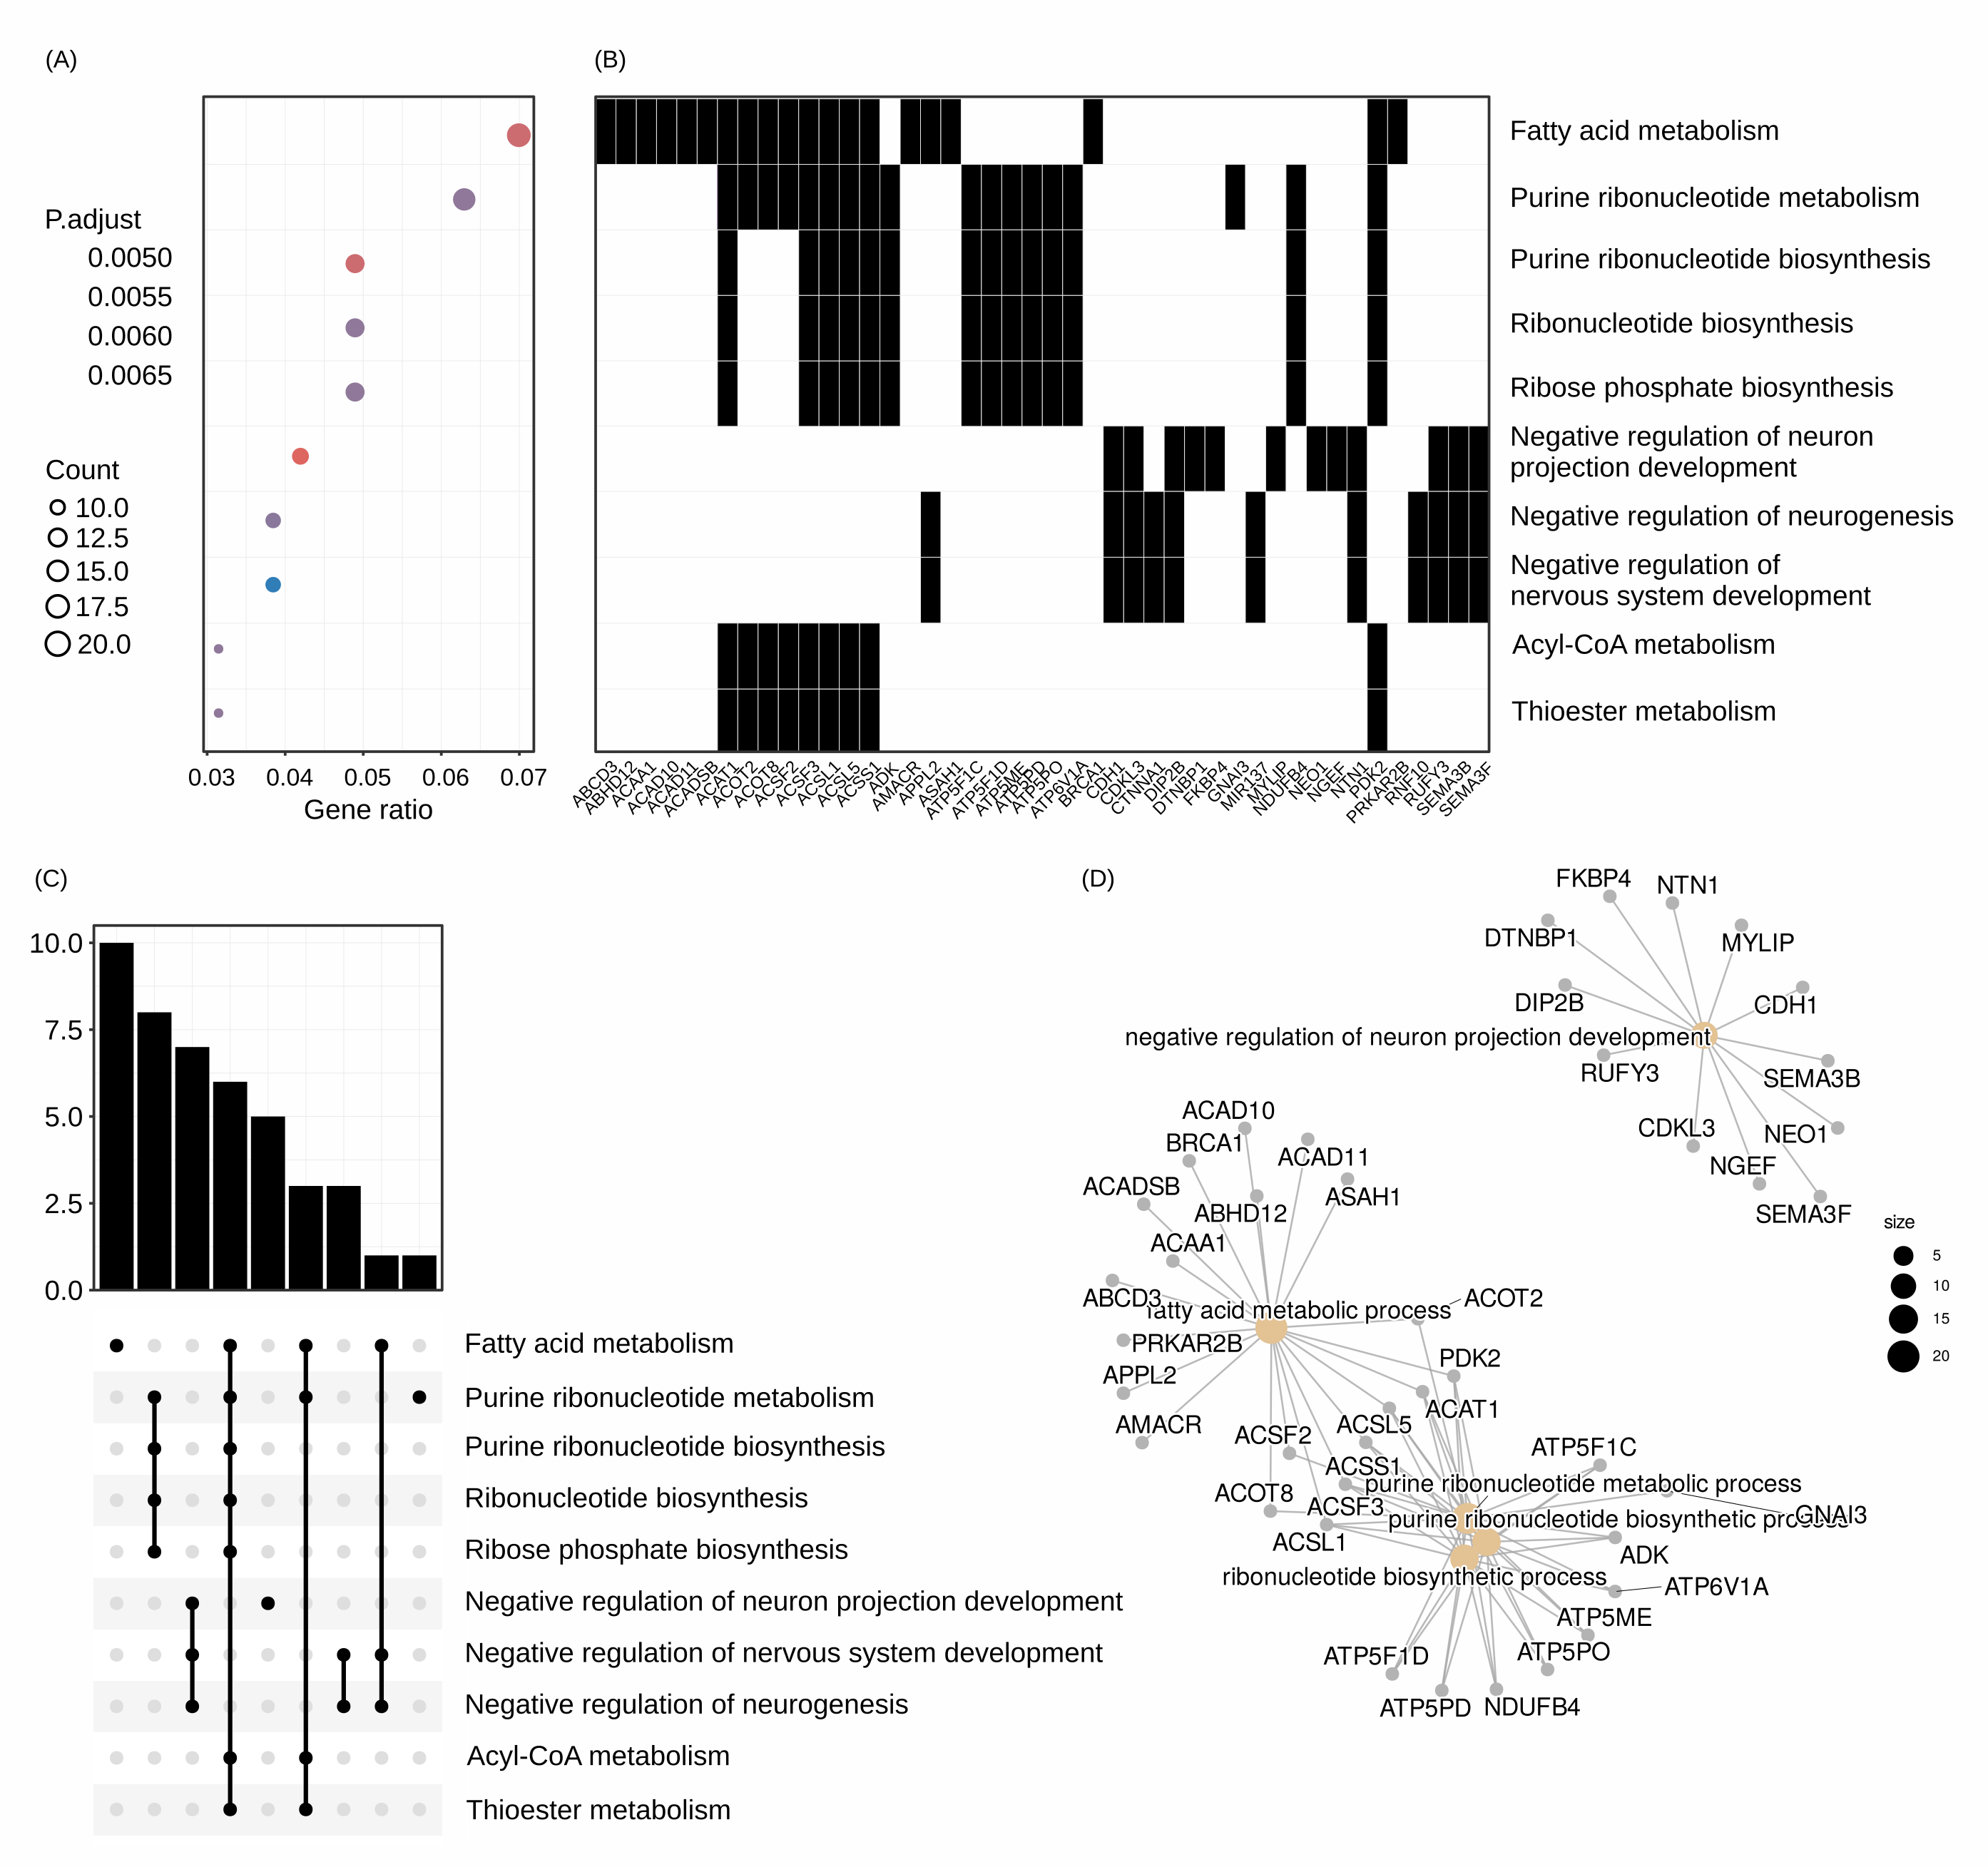 (A)
P.adjust
0.0050
0.0055
0.0060
0.0065
Count
10.0
12.5
15.0
17.5
20.0
0.03 0.04 0.05 0.06 0.07
Gene ratio
(B)
Fatty acid metabolism
Purine ribonucleotide metabolism
Purine ribonucleotide biosynthesis
Ribonucleotide biosynthesis
Ribose phosphate biosynthesis
Negative regulation of neuron
projection development
Negative regulation of neurogenesis
Negative regulation of
nervous system development
Acyl-CoA metabolism
Thioester metabolism
ABCD3 ABHD12 ACAA1 ACAD10 ACAD11 ACADSB ACAT1 ACOT2 ACOT8 ACSF2 ACSF3 ACSL1 ACSL5 ACSS1 ADK AMACR APPL2 ASAH1 ATP5F1C ATP5F1D ATP5ME ATP5PD ATP5PO ATP6V1A BRCA1 CDH1 CDKL3 CTNNA1 DIP2B DTNBP1 FKBP4 GNAI3 MIR137 MYLIP NDUFB4 NEO1 NGEF NTN1 PDK2 PRKAR2B RNF10 RUFY3 SEMA3B SEMA3F
(C)
10.0
7.5
5.0
2.5
0.0
Fatty acid metabolism
Purine ribonucleotide metabolism
Purine ribonucleotide biosynthesis
Ribonucleotide biosynthesis
Ribose phosphate biosynthesis
Negative regulation of neuron projection development
Negative regulation of nervous system development
Negative regulation of neurogenesis
Acyl-CoA metabolism
Thioester metabolism
(D)
FKBP4
NTN1
DTNBP1
MYLIP
DIP2B
CDH1
negative regulation of neuron projection development
RUFY3
SEMA3B
CDKL3
NEO1
NGEF
SEMA3F
ACAD10
BRCA1
ACAD11
ACADSB
ASAH1
ABHD12
ACAA1
ABCD3
fatty acid metabolic process
ACOT2
PRKAR2B
PDK2
APPL2
ACAT1
AMACR
ACSF2
ACSL5
ATP5F1C
ACSS1
purine ribonucleotide metabolic process
ACOT8
ACSF3
GNAI3
purine ribonucleotide biosynthetic process
ACSL1
ADK
ribonucleotide biosynthetic process
ATP6V1A
ATP5ME
ATP5F1D
ATP5PO
ATP5PD
NDUFB4
size
5
10
15
20